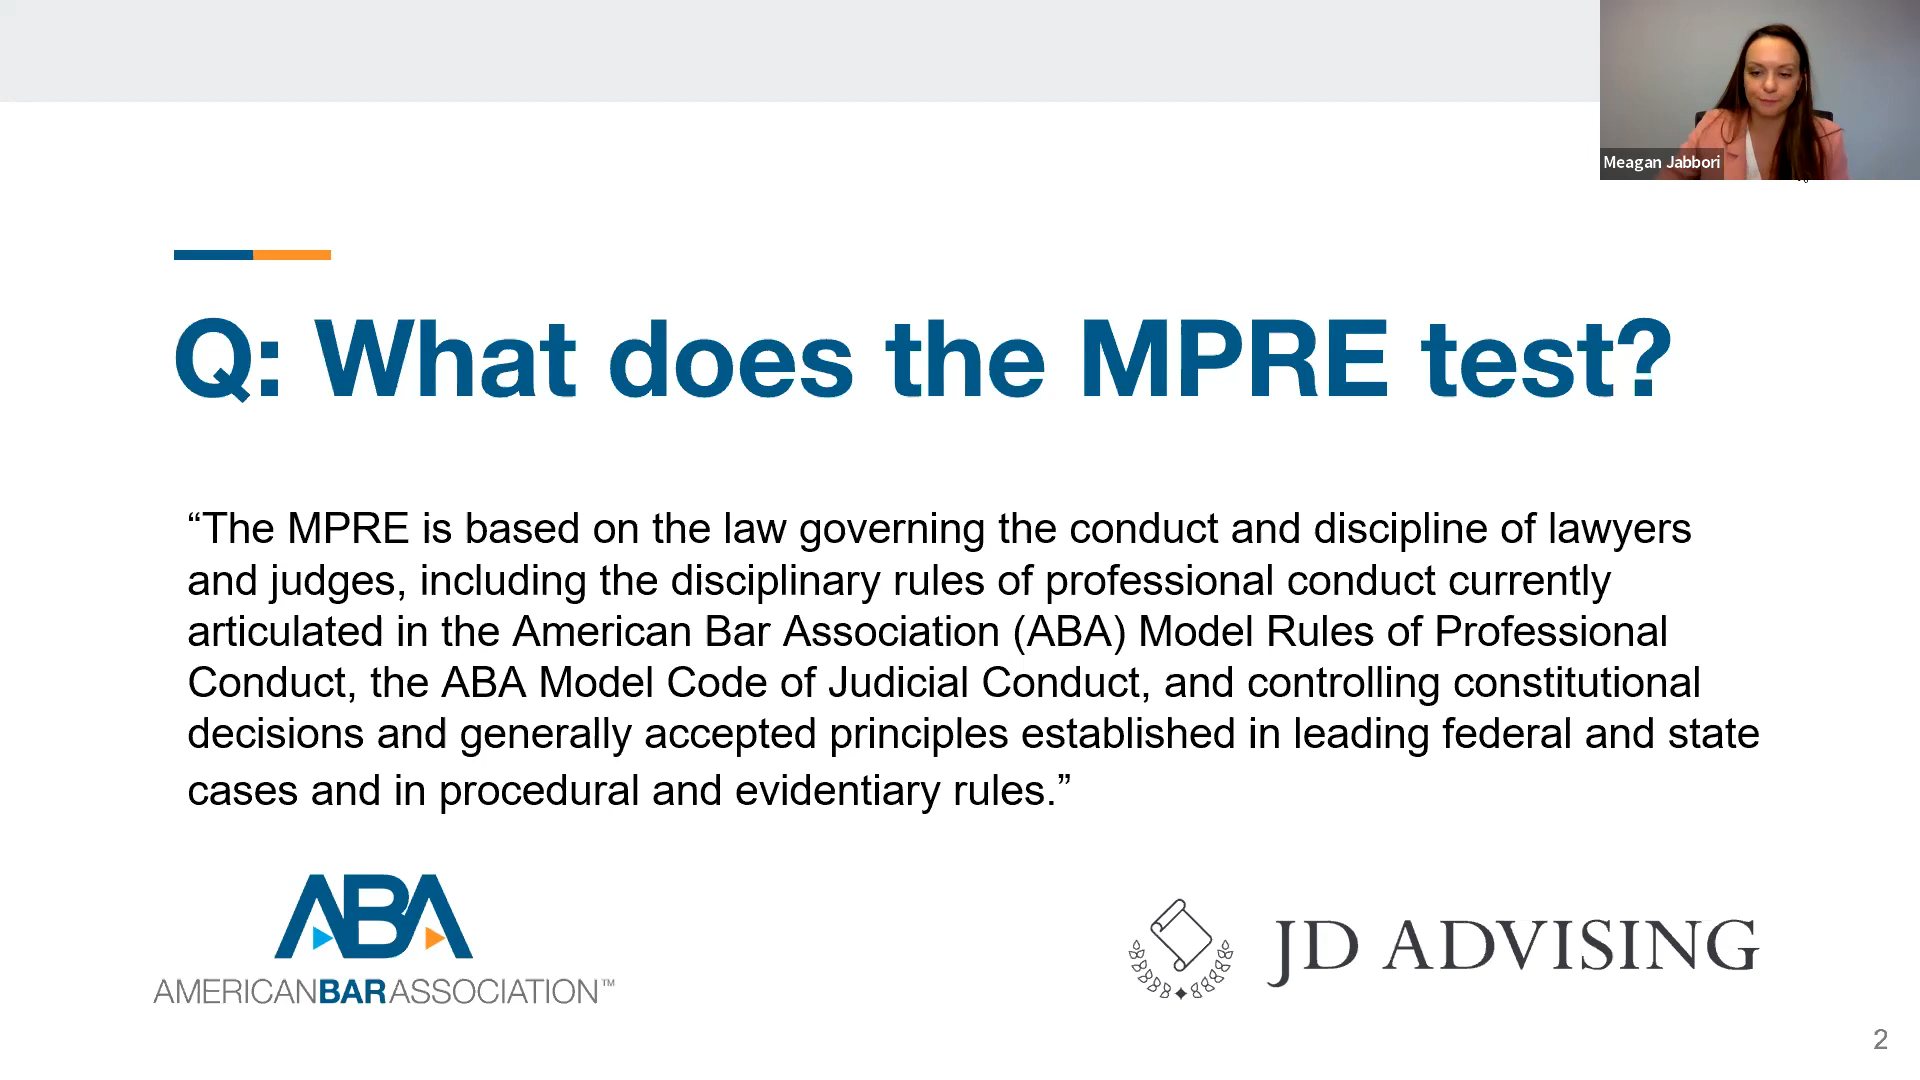 Meagan Jabbori
Q: What does the MPRE test?
“The MPRE is based on the law governing the conduct and discipline of lawyers
and judges, including the disciplinary rules of professional conduct currently
articulated in the American Bar Association (ABA) Model Rules of Professional
Conduct, the ABA Model Code of Judicial Conduct, and controlling constitutional
decisions and generally accepted principles established in leading federal and state
cases and in procedural and evidentiary rules.”
ABA
AMERICANBARASSOCIATION™
JD ADVISING
2